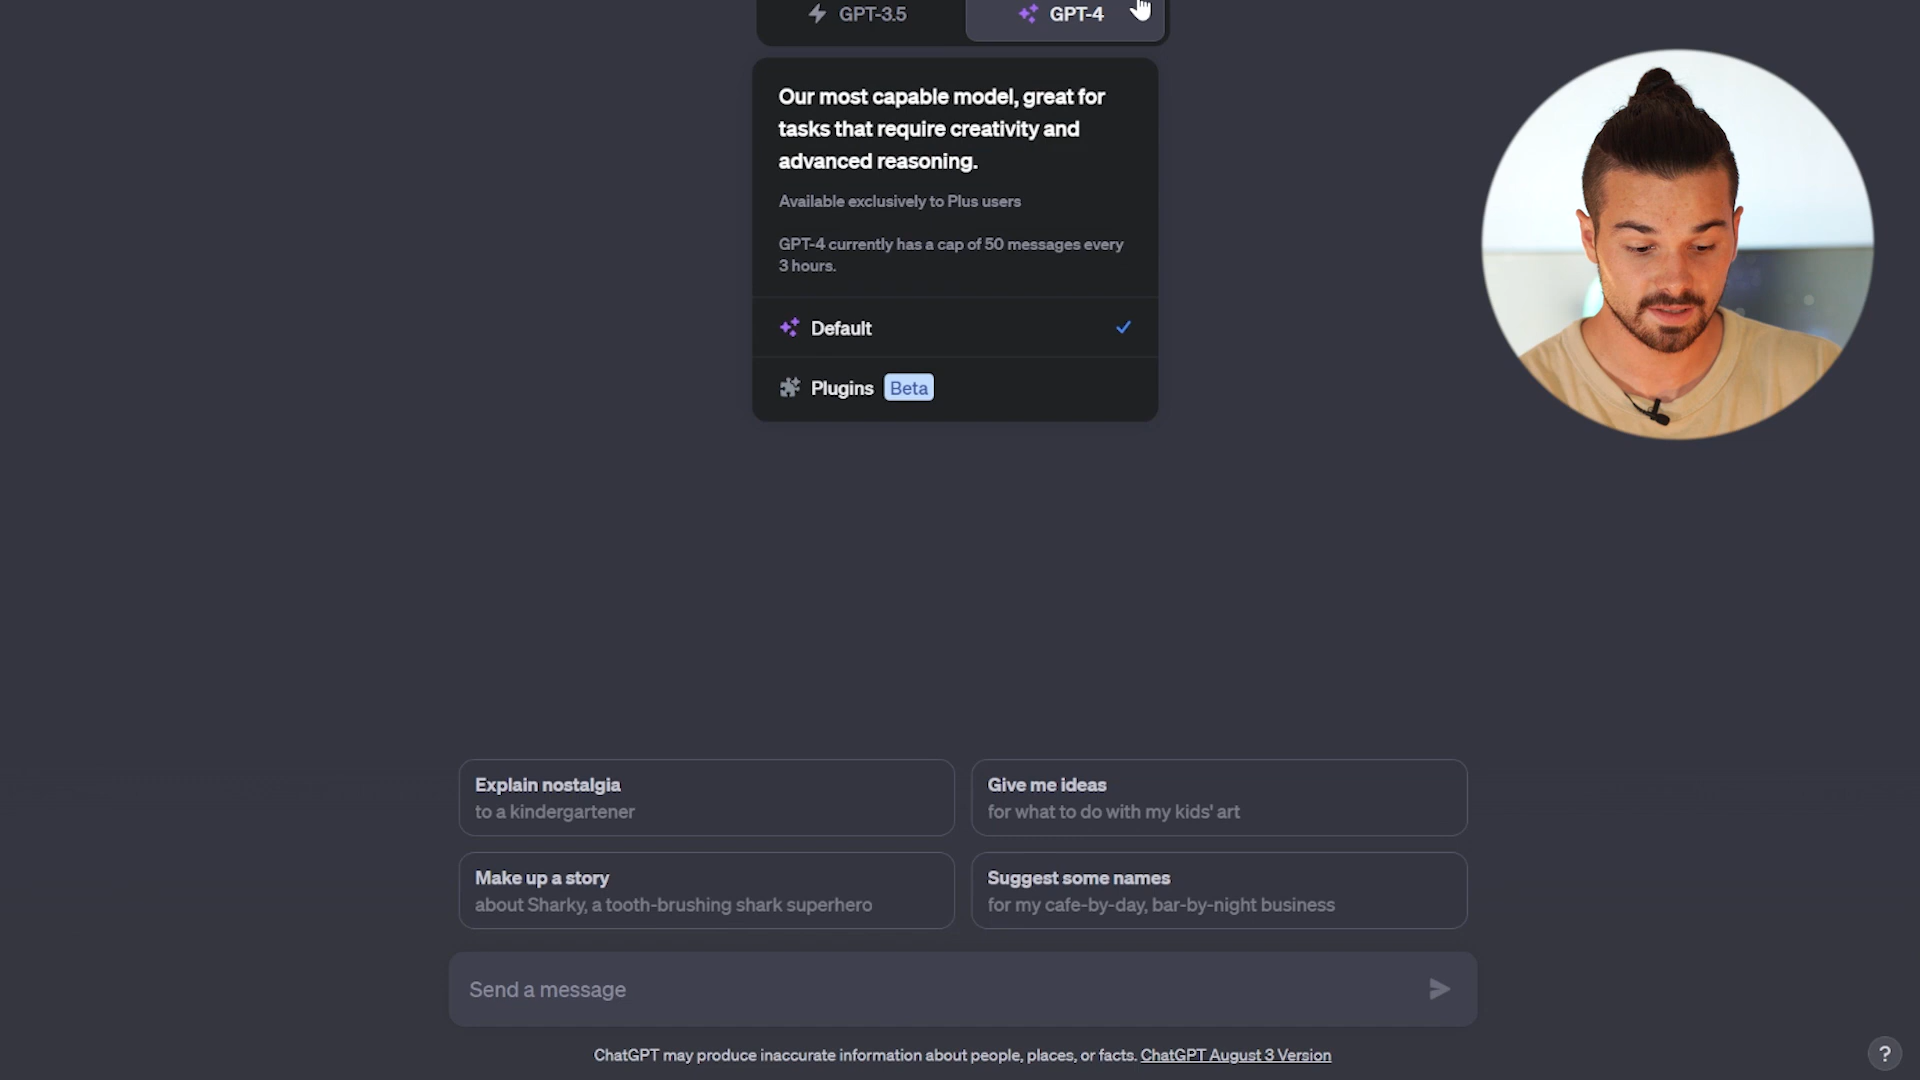 GPT-3.5
GPT-4
Our most capable model, great for
tasks that require creativity and
advanced reasoning.
Available exclusively to Plus users
GPT-4 currently has a cap of 50 messages every
3 hours.
Default
Plugins Beta
Explain nostalgia
to a kindergartener
Give me ideas
for what to do with my kids' art
Make up a story
about Sharky, a tooth-brushing shark superhero
Suggest some names
for my cafe-by-day, bar-by-night business
Send a message
ChatGPT may produce inaccurate information about people, places, or facts. ChatGPT August 3 Version
?